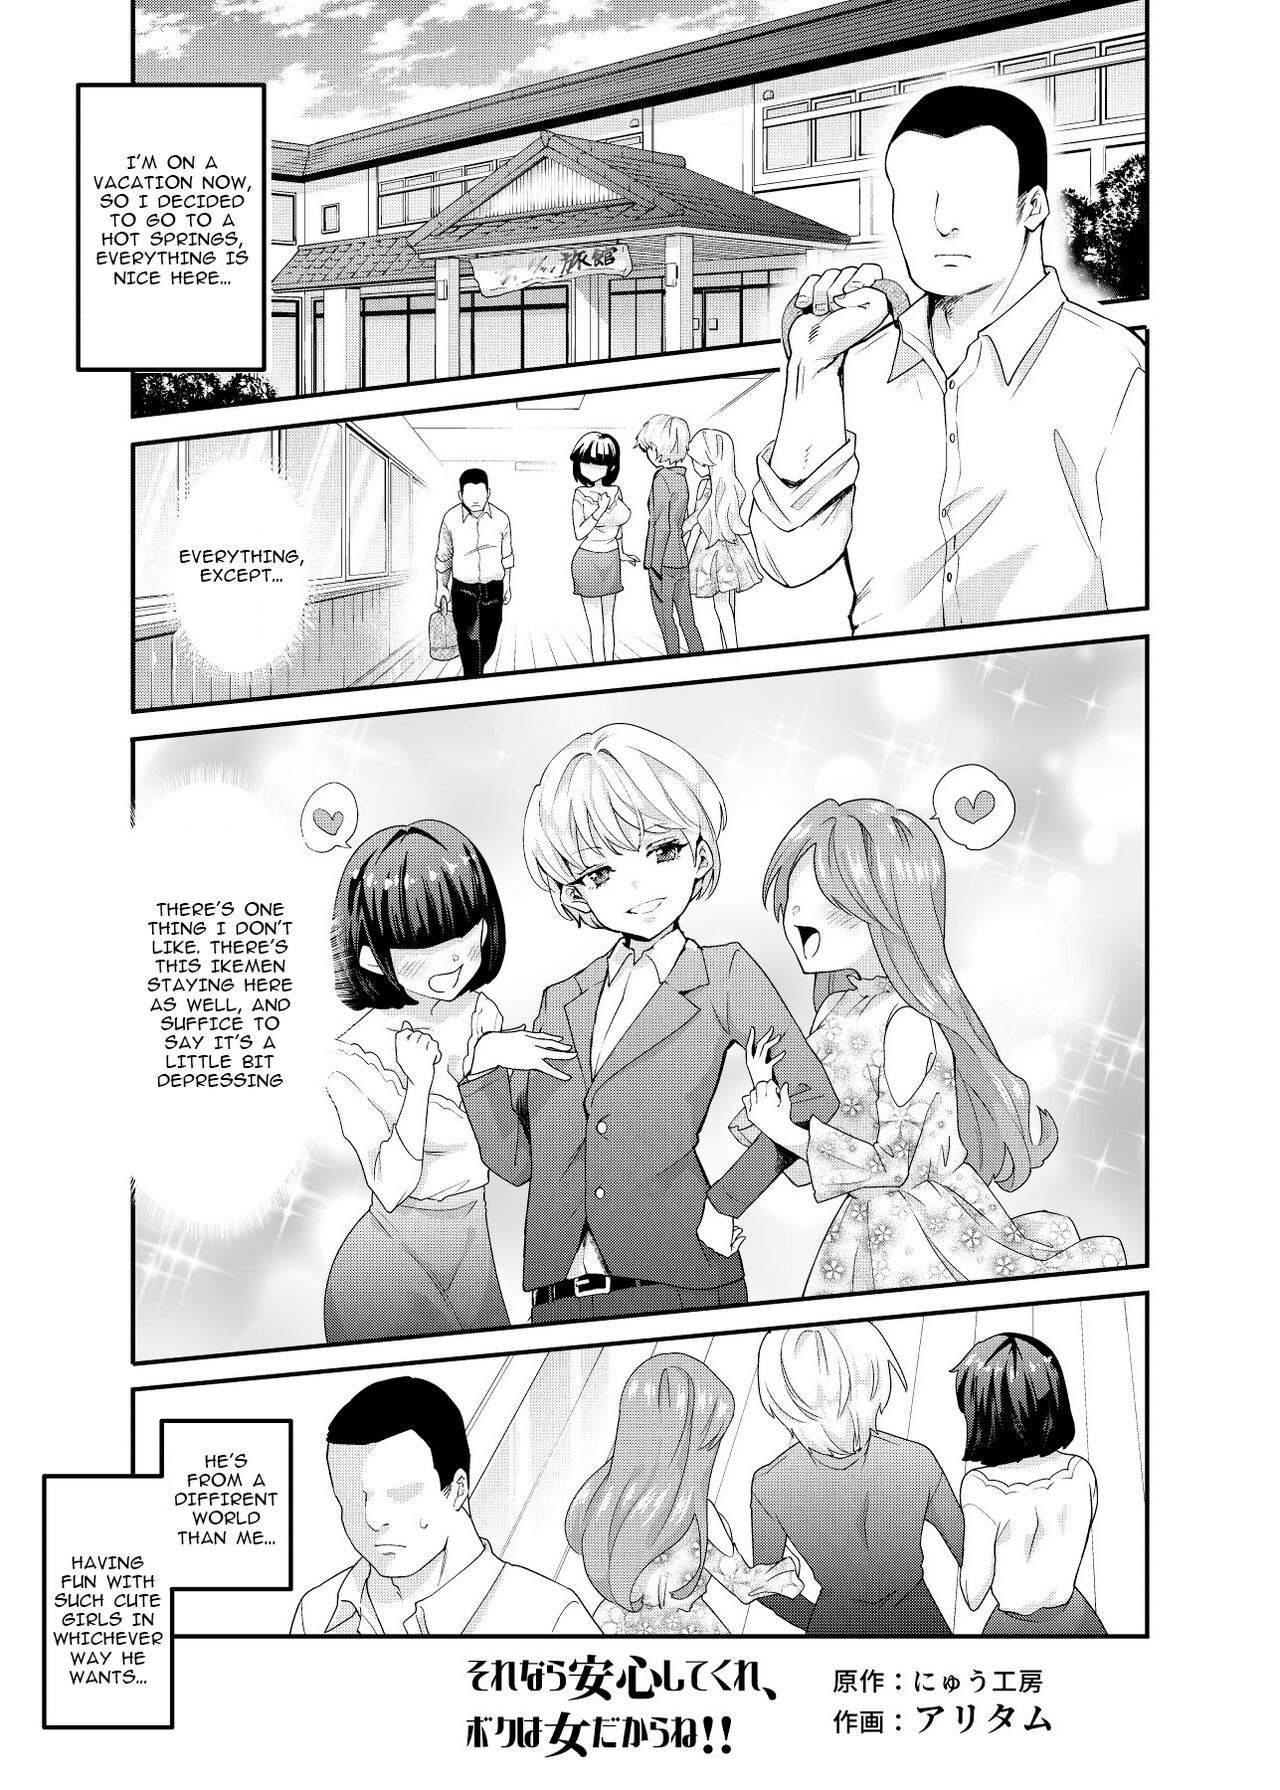 I'M ON A
VACATION NOW,
SO I DECIDED
TO GO TO A
HOT SPRINGS,
EVERYTHING IS
NICE HERE...
旅館
EVERYTHING,
EXCEPT...
THERE'S ONE
THING I DON'T
LIKE. THERE'S
THIS IKEMEN
STAYING HERE
AS WELL, AND
SUFFICE TO
SAY IT'S A
LITTLE BIT
DEPRESSING
HE'S
FROM A
DIFFIRENT
WORLD
THAN ME...
HAVING
FUN WITH
SUCH CUTE
GIRLS IN
WHICHEVER
WAY HE
WANTS...
それなら安心してくれ、
ボクは女だからね!!
原作：にゅう工房
作画：アリタム